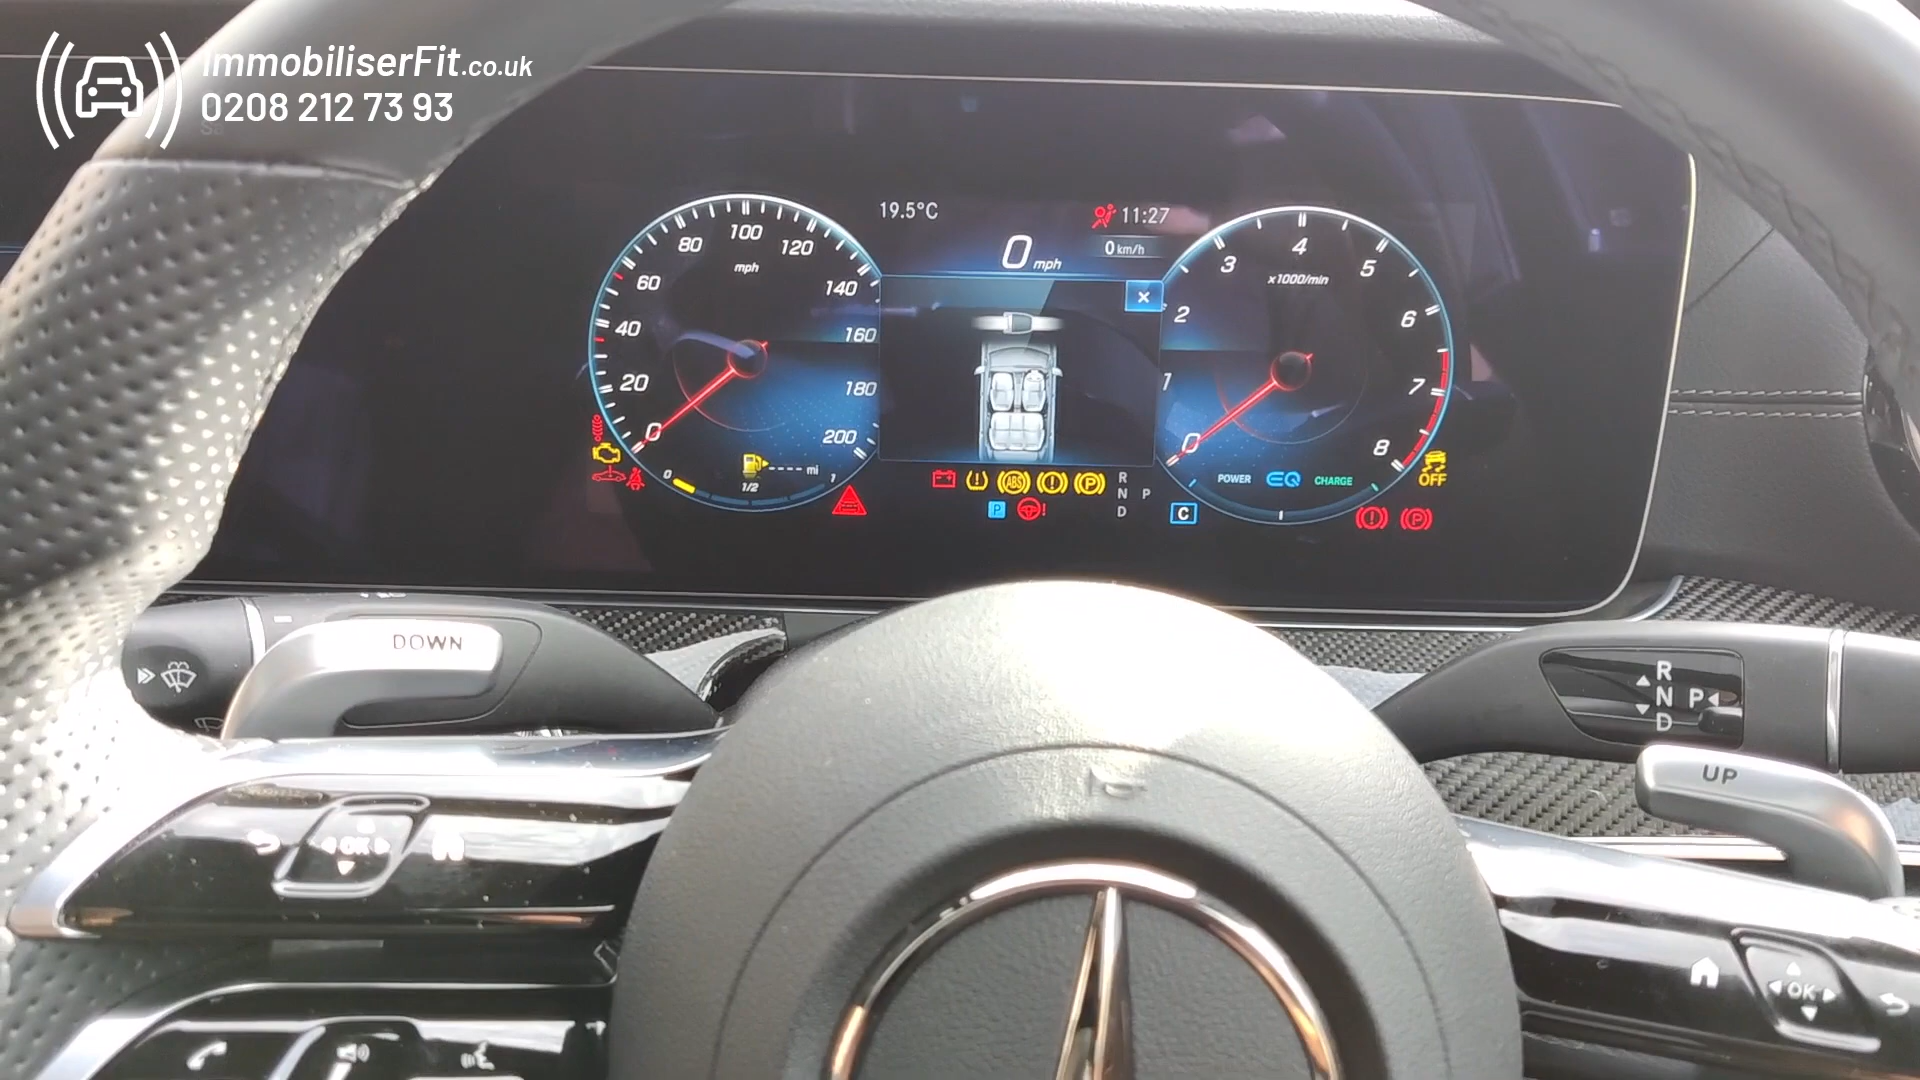 ImmobiliserFit.co.uk
0208 212 73 93
19.5°C
11:27
0 mph
0 km/h
0
20
40
60
80
100
120
140
160
180
200
mph
0
1/2
1
---- mi
0
1
2
3
4
5
6
7
8
x1000/min
POWER EQ CHARGE
ABS
P
R
N P
D
P
C
OFF
P
DOWN
R
N P
D
UP
OK
OK